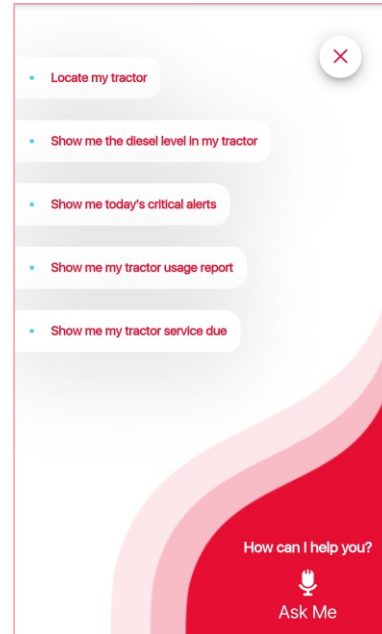 Locate my tractor
Show me the diesel level in my tractor
Show me today's critical alerts
Show me my tractor usage report
Show me my tractor service due
How can I help you?
Ask Me